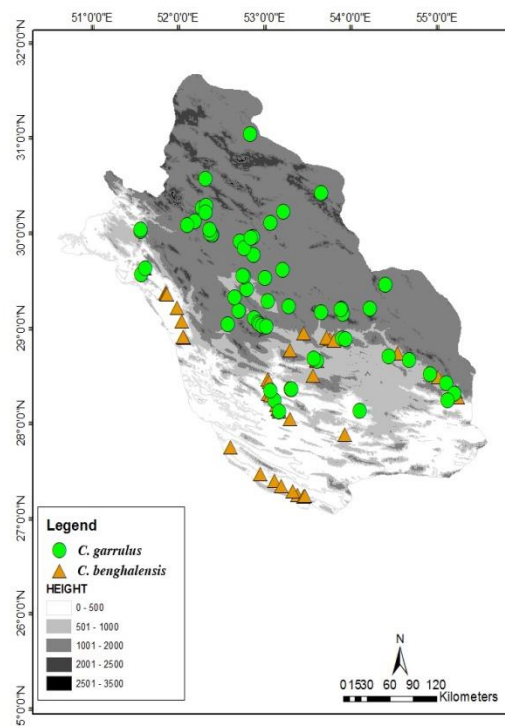 51°0'0"E 52°0'0"E 53°0'0"E 54°0'0"E 55°0'0"E
32°0'0"N
31°0'0"N
30°0'0"N
29°0'0"N
28°0'0"N
27°0'0"N
26°0'0"N
5°0'0"N
Legend
C. garrulus
C. benghalensis
HEIGHT
0 - 500
501 - 1000
1001 - 2000
2001 - 2500
2501 - 3500
N
0 15 30 60 90 120
Kilometers